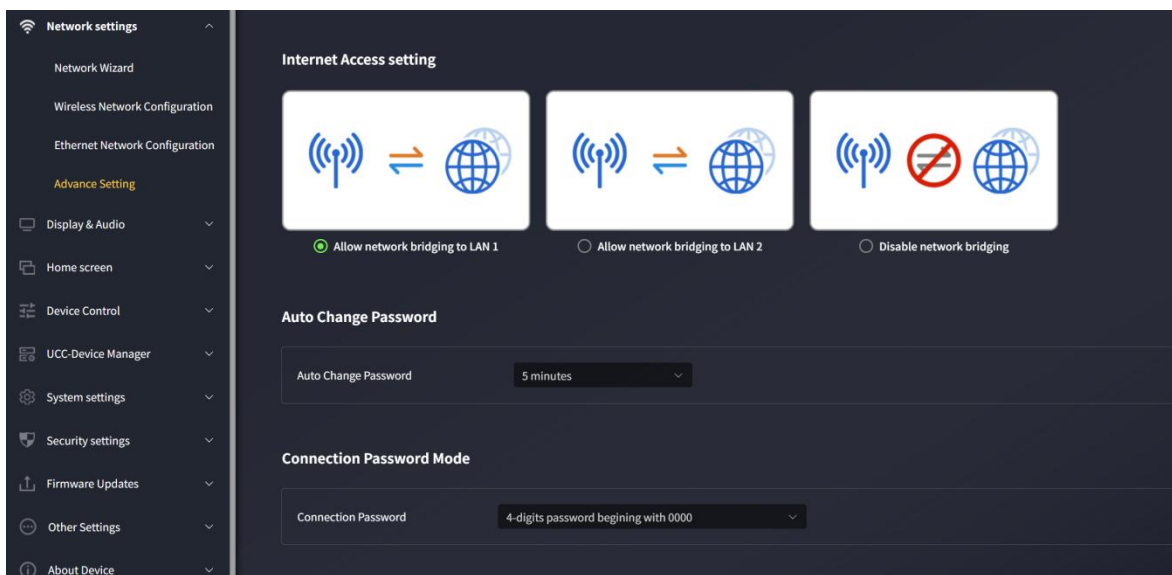 Network settings
Network Wizard
Wireless Network Configuration
Ethernet Network Configuration
Advance Setting
Display & Audio
Home screen
Device Control
UCC-Device Manager
System settings
Security settings
Firmware Updates
Other Settings
About Device
Internet Access setting
Allow network bridging to LAN 1
Allow network bridging to LAN 2
Disable network bridging
Auto Change Password
Auto Change Password
5 minutes
Connection Password Mode
Connection Password
4-digits password begining with 0000